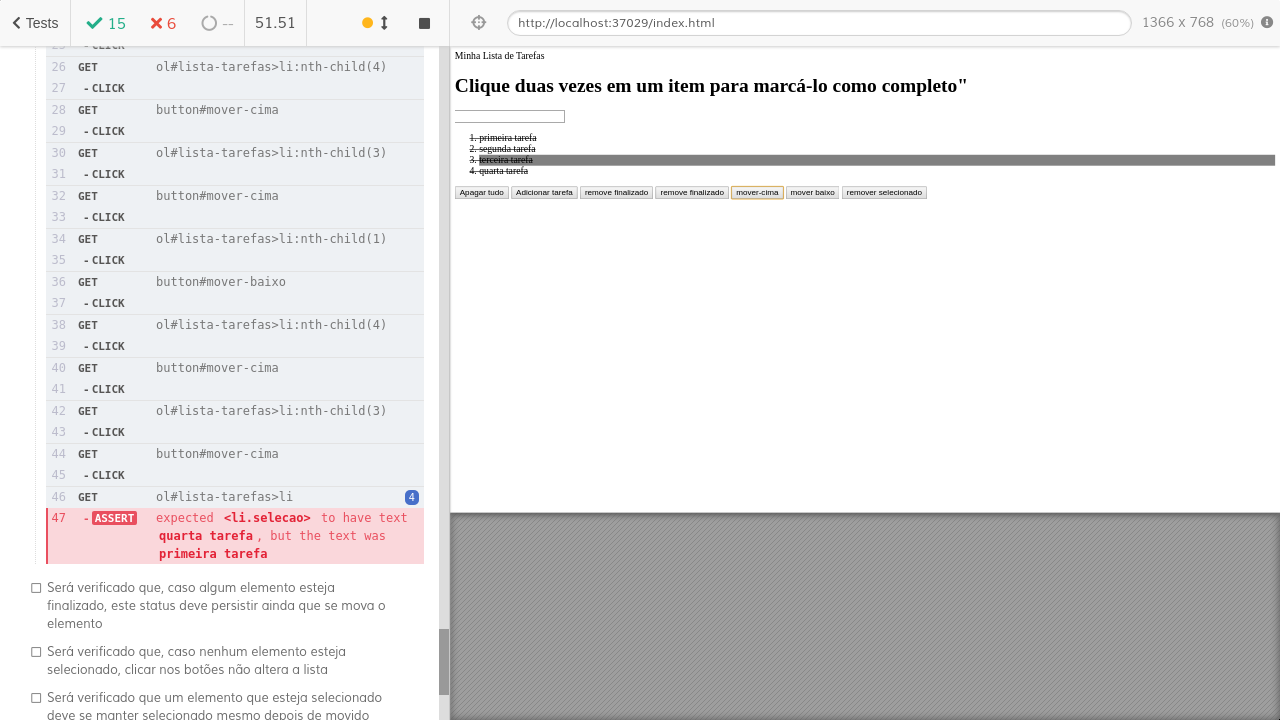 Tests
15
6
--
51.51
http://localhost:37029/index.html
1366 x 768 (60%)
25 - CLICK
26 GET ol#lista-tarefas>li:nth-child(4)
27 - CLICK
28 GET button#mover-cima
29 - CLICK
30 GET ol#lista-tarefas>li:nth-child(3)
31 - CLICK
32 GET button#mover-cima
33 - CLICK
34 GET ol#lista-tarefas>li:nth-child(1)
35 - CLICK
36 GET button#mover-baixo
37 - CLICK
38 GET ol#lista-tarefas>li:nth-child(4)
39 - CLICK
40 GET button#mover-cima
41 - CLICK
42 GET ol#lista-tarefas>li:nth-child(3)
43 - CLICK
44 GET button#mover-cima
45 - CLICK
46 GET ol#lista-tarefas>li 4
47 - ASSERT expected <li.selecao> to have text
quarta tarefa, but the text was
primeira tarefa
Será verificado que, caso algum elemento esteja
finalizado, este status deve persistir ainda que se mova o
elemento
Será verificado que, caso nenhum elemento esteja
selecionado, clicar nos botões não altera a lista
Será verificado que um elemento que esteja selecionado
deve se manter selecionado mesmo depois de movido
Minha Lista de Tarefas
Clique duas vezes em um item para marcá-lo como completo"
1. primeira tarefa
2. segunda tarefa
3. terceira tarefa
4. quarta tarefa
Apagar tudo Adicionar tarefa remove finalizado remove finalizado mover-cima mover baixo remover selecionado